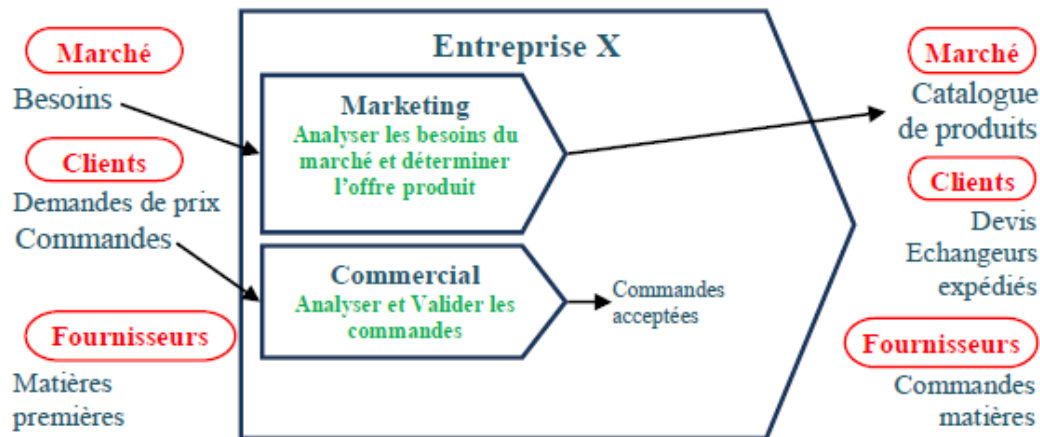 Marché
Besoins
Clients
Demandes de prix
Commandes
Fournisseurs
Matières
premières
Entreprise X
Marketing
Analyser les besoins du
marché et déterminer
l'offre produit
Commercial
Analyser et Valider les
commandes
Commandes
acceptées
Marché
Catalogue
de produits
Clients
Devis
Echangeurs
expédiés
Fournisseurs
Commandes
matières